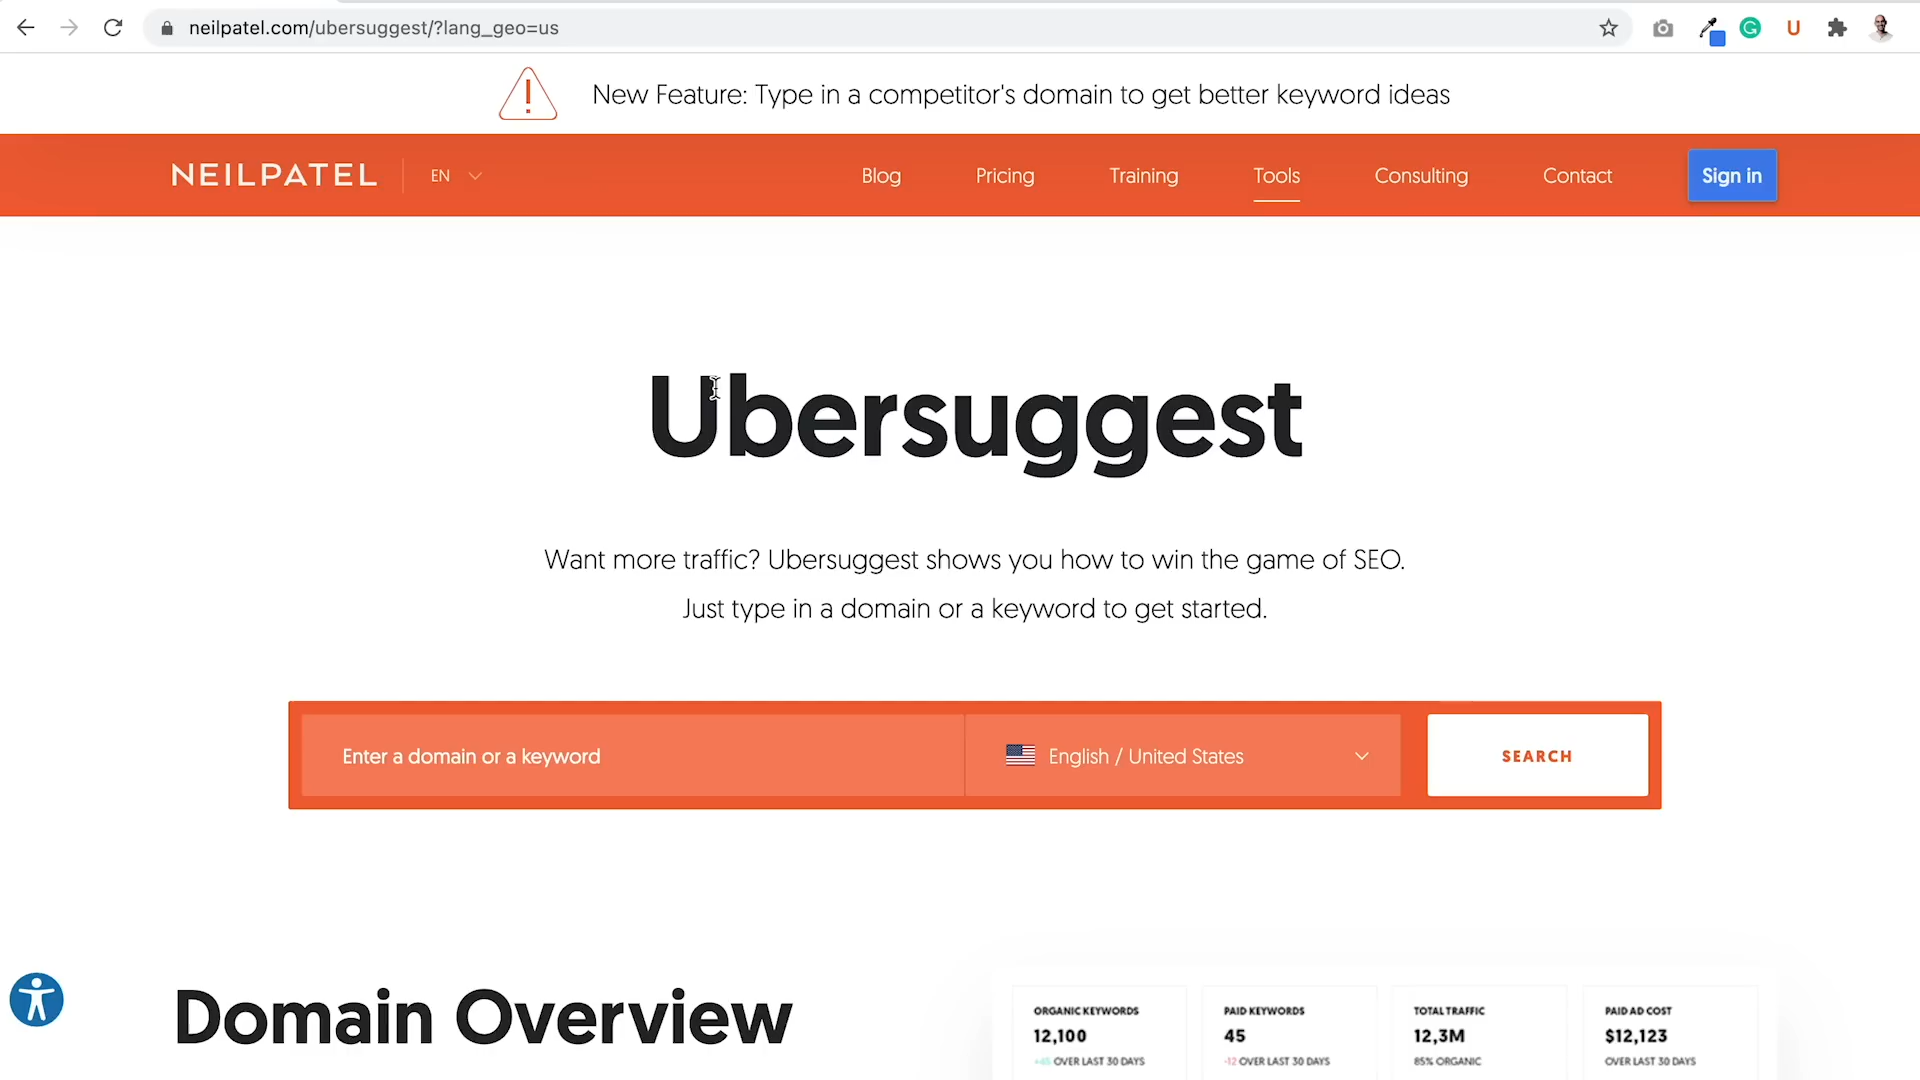 neilpatel.com/ubersuggest/?lang_geo=us
New Feature: Type in a competitor's domain to get better keyword ideas
NEILPATEL EN Blog Pricing Training Tools Consulting Contact Sign in
Ubersuggest
Want more traffic? Ubersuggest shows you how to win the game of SEO.
Just type in a domain or a keyword to get started.
Enter a domain or a keyword English / United States SEARCH
Domain Overview
ORGANIC KEYWORDS PAID KEYWORDS TOTAL TRAFFIC PAID AD COST
12,100 45 12,3M $12,123
OVER LAST 30 DAYS -12 OVER LAST 30 DAYS 85% ORGANIC OVER LAST 30 DAYS